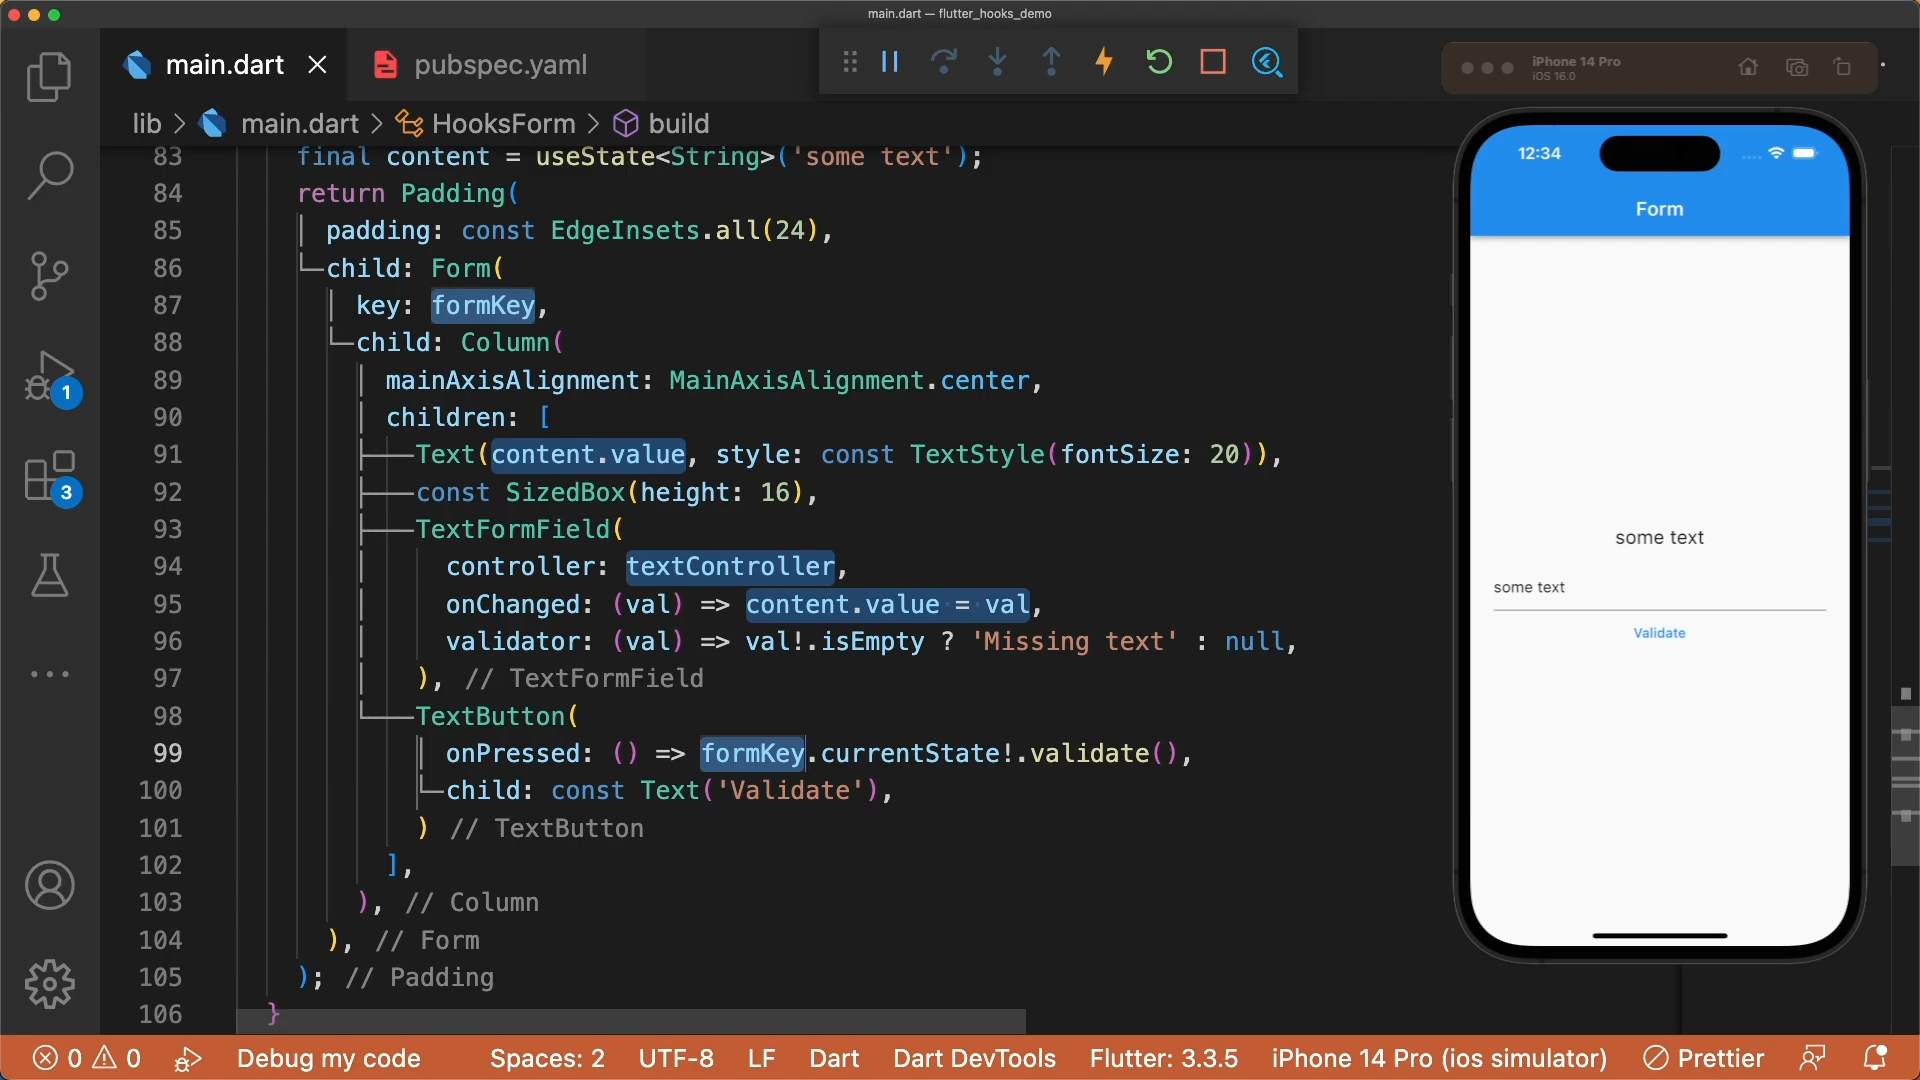 main.dart — flutter_hooks_demo
main.dart
pubspec.yaml
iPhone 14 Pro
iOS 16.0
lib > main.dart > HooksForm > build
83 final content = useState<String>('some text');
84 return Padding(
85 padding: const EdgeInsets.all(24),
86 child: Form(
87 key: formKey,
88 child: Column(
89 mainAxisAlignment: MainAxisAlignment.center,
90 children: [
91 Text(content.value, style: const TextStyle(fontSize: 20)),
92 const SizedBox(height: 16),
93 TextFormField(
94 controller: textController,
95 onChanged: (val) => content.value = val,
96 validator: (val) => val!.isEmpty ? 'Missing text' : null,
97 ), // TextFormField
98 TextButton(
99 onPressed: () => formKey.currentState!.validate(),
100 child: const Text('Validate'),
101 ) // TextButton
102 ],
103 ), // Column
104 ), // Form
105 ); // Padding
106 }
1
3
12:34
Form
some text
some text
Validate
0 0 Debug my code Spaces: 2 UTF-8 LF Dart Dart DevTools Flutter: 3.3.5 iPhone 14 Pro (ios simulator) Prettier